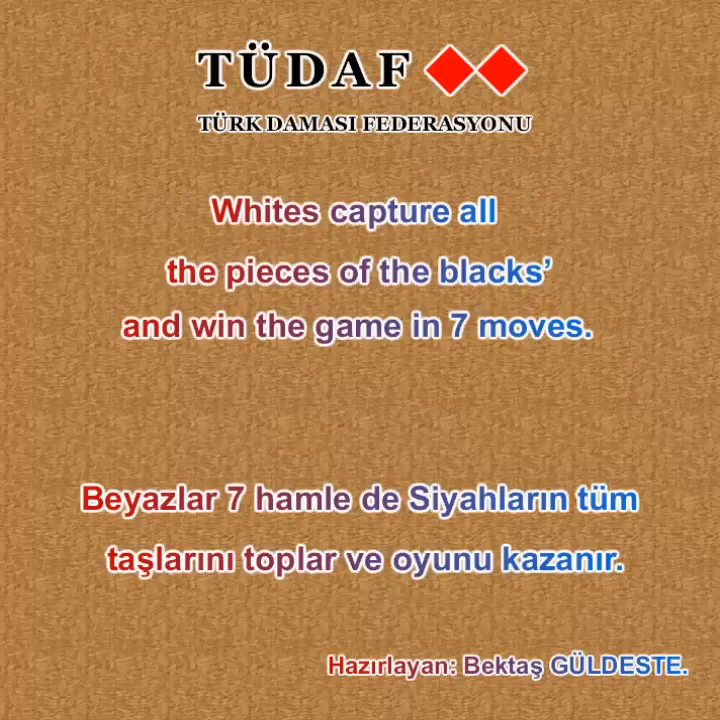 TÜDAF
TÜRK DAMASI FEDERASYONU
Whites capture all
the pieces of the blacks’
and win the game in 7 moves.
Beyazlar 7 hamle de Siyahların tüm
taşlarını toplar ve oyunu kazanır.
Hazırlayan: Bektaş GÜLDESTE.